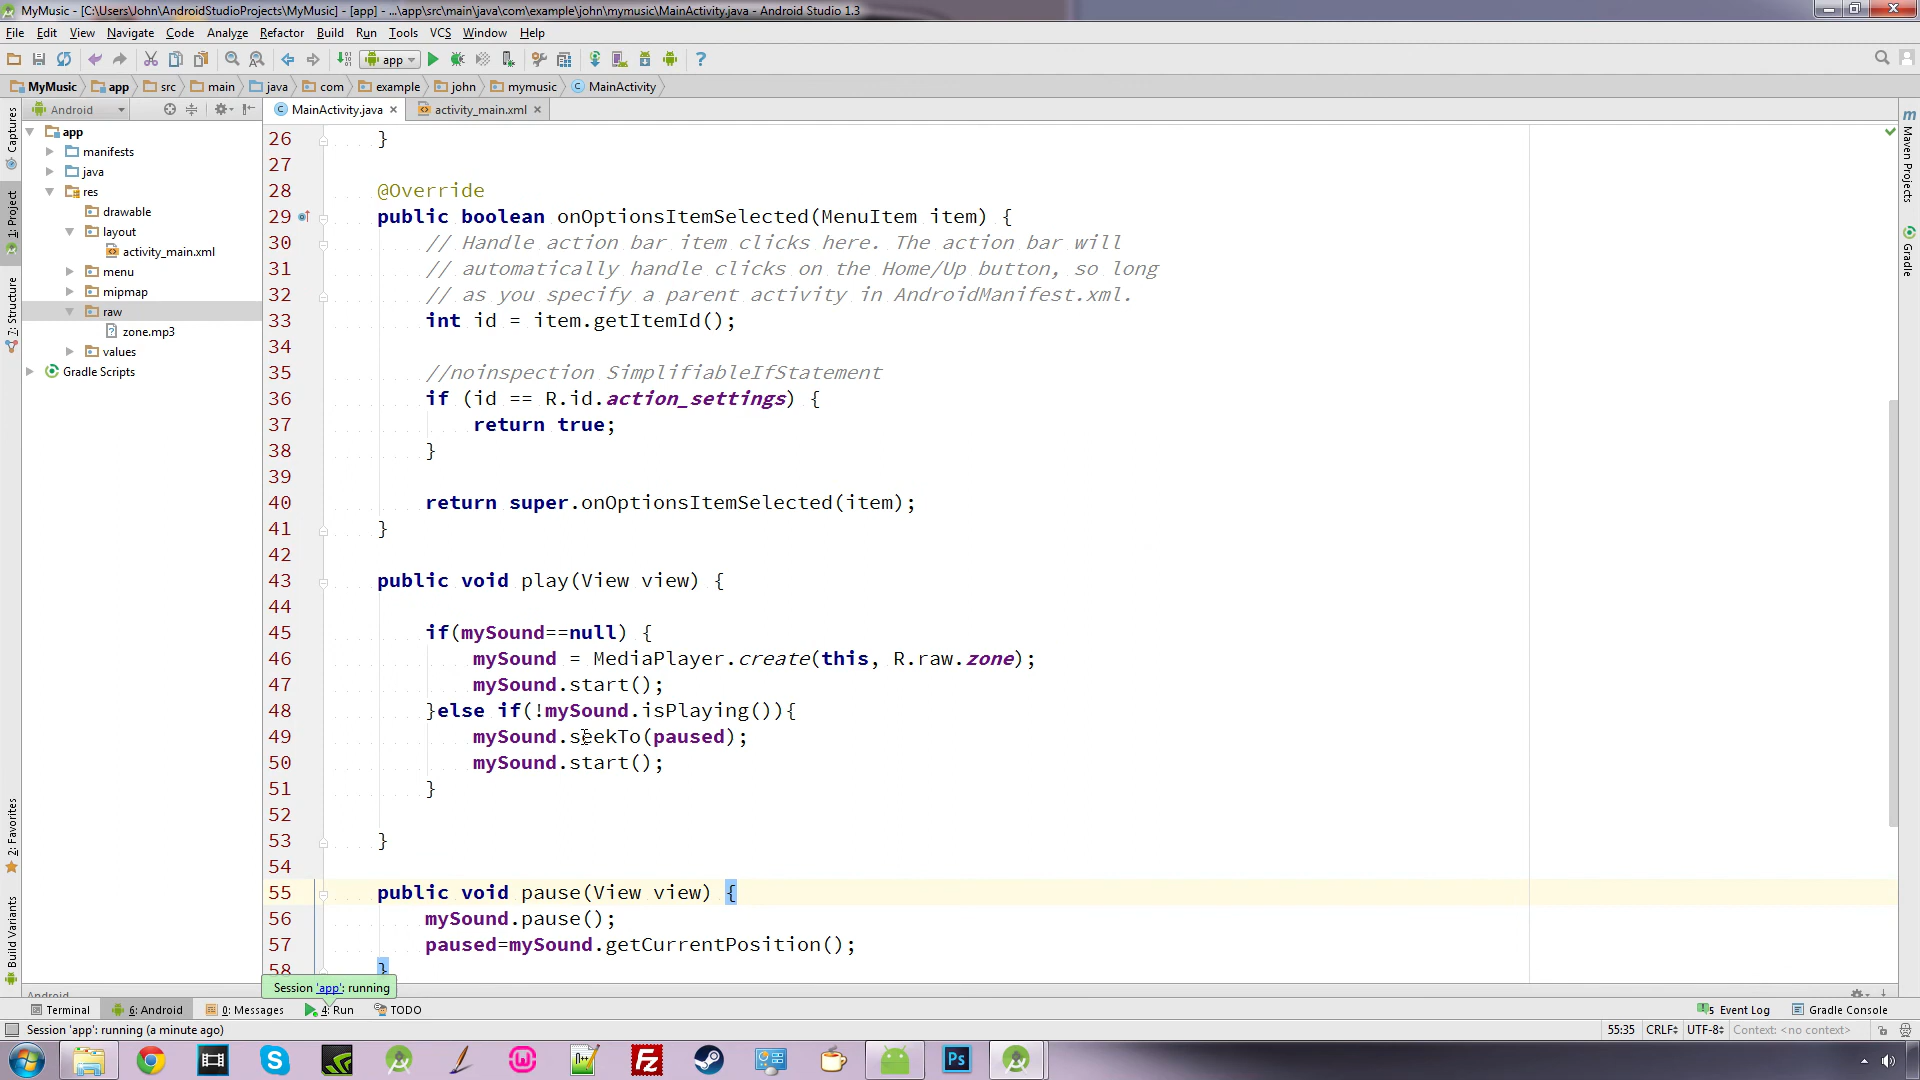 MyMusic - [C:\Users\John\AndroidStudioProjects\MyMusic] - [app] - ...\app\src\main\java\com\example\john\mymusic\MainActivity.java - Android Studio 1.3
File Edit View Navigate Code Analyze Refactor Build Run Tools VCS Window Help
app
MyMusic app src main java com example john mymusic MainActivity
Android
MainActivity.java
activity_main.xml
app
manifests
java
res
drawable
layout
activity_main.xml
menu
mipmap
raw
zone.mp3
values
Gradle Scripts
Captures
1: Project
7: Structure
2: Favorites
Build Variants
26 }
27
28 @Override
29 public boolean onOptionsItemSelected(MenuItem item) {
30 // Handle action bar item clicks here. The action bar will
31 // automatically handle clicks on the Home/Up button, so long
32 // as you specify a parent activity in AndroidManifest.xml.
33 int id = item.getItemId();
34
35 //noinspection SimplifiableIfStatement
36 if (id == R.id.action_settings) {
37 return true;
38 }
39
40 return super.onOptionsItemSelected(item);
41 }
42
43 public void play(View view) {
44
45 if(mySound==null) {
46 mySound = MediaPlayer.create(this, R.raw.zone);
47 mySound.start();
48 }else if(!mySound.isPlaying()){
49 mySound.seekTo(paused);
50 mySound.start();
51 }
52
53 }
54
55 public void pause(View view) {
56 mySound.pause();
57 paused=mySound.getCurrentPosition();
58 }
Maven Projects
Gradle
Android
Session 'app': running
Terminal 6: Android 0: Messages 4: Run TODO
5 Event Log Gradle Console
Session 'app': running (a minute ago)
55:35 CRLF UTF-8 Context: <no context>
Fz
Ps